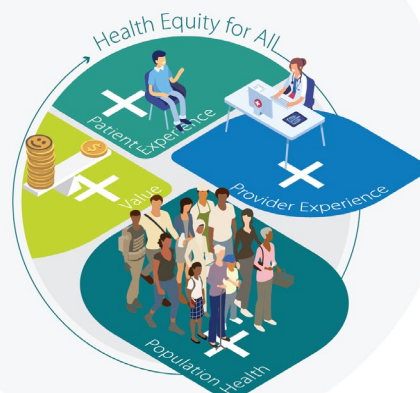 Health Equity for All
Patient Experience
Provider Experience
Value
Population Health
$